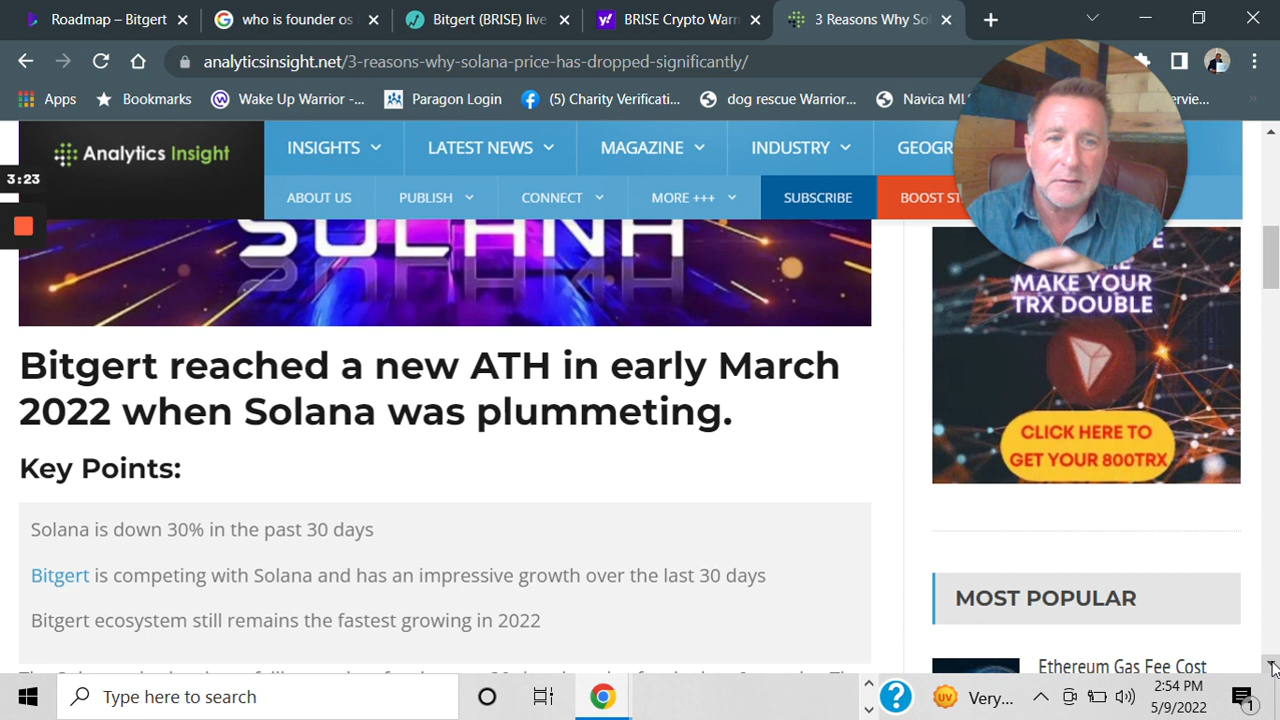 Roadmap – Bitgert
who is founder os
Bitgert (BRISE) live
BRISE Crypto Warn
3 Reasons Why Sol
analyticsinsight.net/3-reasons-why-solana-price-has-dropped-significantly/
Apps
Bookmarks
Wake Up Warrior -...
Paragon Login
(5) Charity Verificati...
dog rescue Warrior...
Navica ML
ervie...
»
Analytics Insight
INSIGHTS
LATEST NEWS
MAGAZINE
INDUSTRY
GEOGR
3:23
ABOUT US
PUBLISH
CONNECT
MORE +++
SUBSCRIBE
BOOST ST
SOLANA
MAKE YOUR
TRX DOUBLE
CLICK HERE TO
GET YOUR 800TRX
Bitgert reached a new ATH in early March
2022 when Solana was plummeting.
Key Points:
Solana is down 30% in the past 30 days
Bitgert is competing with Solana and has an impressive growth over the last 30 days
Bitgert ecosystem still remains the fastest growing in 2022
MOST POPULAR
Ethereum Gas Fee Cost
Type here to search
?
UV
Very...
2:54 PM
5/9/2022
1